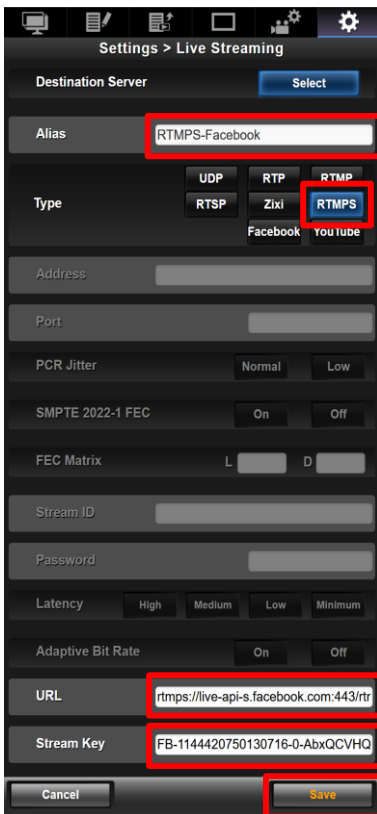 Settings > Live Streaming
Destination Server Select
Alias RTMPS-Facebook
UDP RTP RTMP
Type RTSP Zixi RTMPS
Facebook YouTube
Address
Port
PCR Jitter Normal Low
SMPTE 2022-1 FEC On Off
FEC Matrix L D
Stream ID
Password
Latency High Medium Low Minimum
Adaptive Bit Rate On Off
URL rtmps://live-api-s.facebook.com:443/rtr
Stream Key FB-1144420750130716-0-AbxQCVHQ
Cancel Save